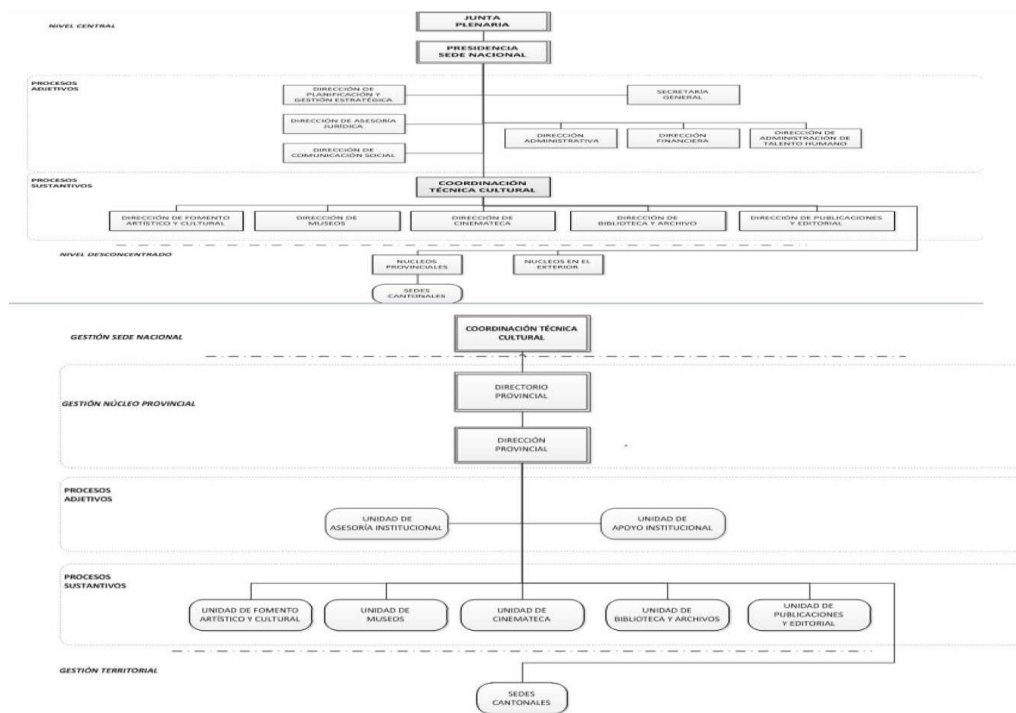 NIVEL CENTRAL
JUNTA
PLENARIA
PRESIDENCIA
SEDE NACIONAL
PROCESOS
ADJETIVOS
DIRECCIÓN DE
PLANIFICACIÓN Y
GESTIÓN ESTRATÉGICA
SECRETARÍA
GENERAL
DIRECCIÓN DE ASESORÍA
JURÍDICA
DIRECCIÓN
ADMINISTRATIVA
DIRECCIÓN
FINANCIERA
DIRECCIÓN DE
ADMINISTRACIÓN DE
TALENTO HUMANO
DIRECCIÓN DE
COMUNICACIÓN SOCIAL
PROCESOS
SUSTANTIVOS
COORDINACIÓN
TÉCNICA CULTURAL
DIRECCIÓN DE FOMENTO
ARTÍSTICO Y CULTURAL
DIRECCIÓN DE
MUSEOS
DIRECCIÓN DE
CINEMATECA
DIRECCIÓN DE
BIBLIOTECA Y ARCHIVO
DIRECCIÓN DE PUBLICACIONES
Y EDITORIAL
NIVEL DESCONCENTRADO
NUCLEOS
PROVINCIALES
NUCLEOS EN EL
EXTERIOR
SEDES
CANTONALES
GESTIÓN SEDE NACIONAL
COORDINACIÓN TÉCNICA
CULTURAL
GESTIÓN NÚCLEO PROVINCIAL
DIRECTORIO
PROVINCIAL
DIRECCIÓN
PROVINCIAL
PROCESOS
ADJETIVOS
UNIDAD DE
ASESORÍA INSTITUCIONAL
UNIDAD DE
APOYO INSTITUCIONAL
PROCESOS
SUSTANTIVOS
UNIDAD DE FOMENTO
ARTÍSTICO Y CULTURAL
UNIDAD DE
MUSEOS
UNIDAD DE
CINEMATECA
UNIDAD DE
BIBLIOTECA Y ARCHIVOS
UNIDAD DE
PUBLICACIONES
Y EDITORIAL
GESTIÓN TERRITORIAL
SEDES
CANTONALES